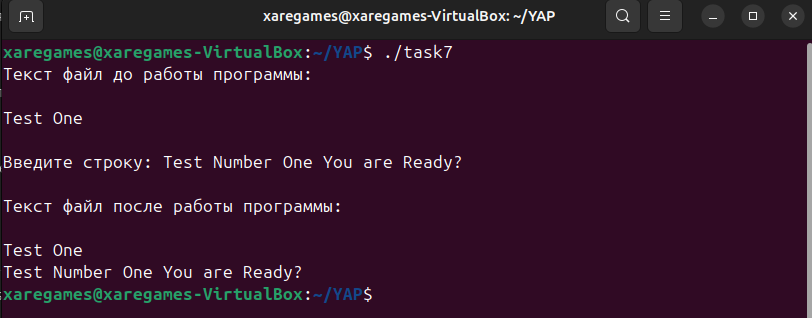 xaregames@xaregames-VirtualBox: ~/YAP
xaregames@xaregames-VirtualBox:~/YAP$ ./task7
Текст файл до работы программы:
Test One
Введите строку: Test Number One You are Ready?
Текст файл после работы программы:
Test One
Test Number One You are Ready?
xaregames@xaregames-VirtualBox:~/YAP$